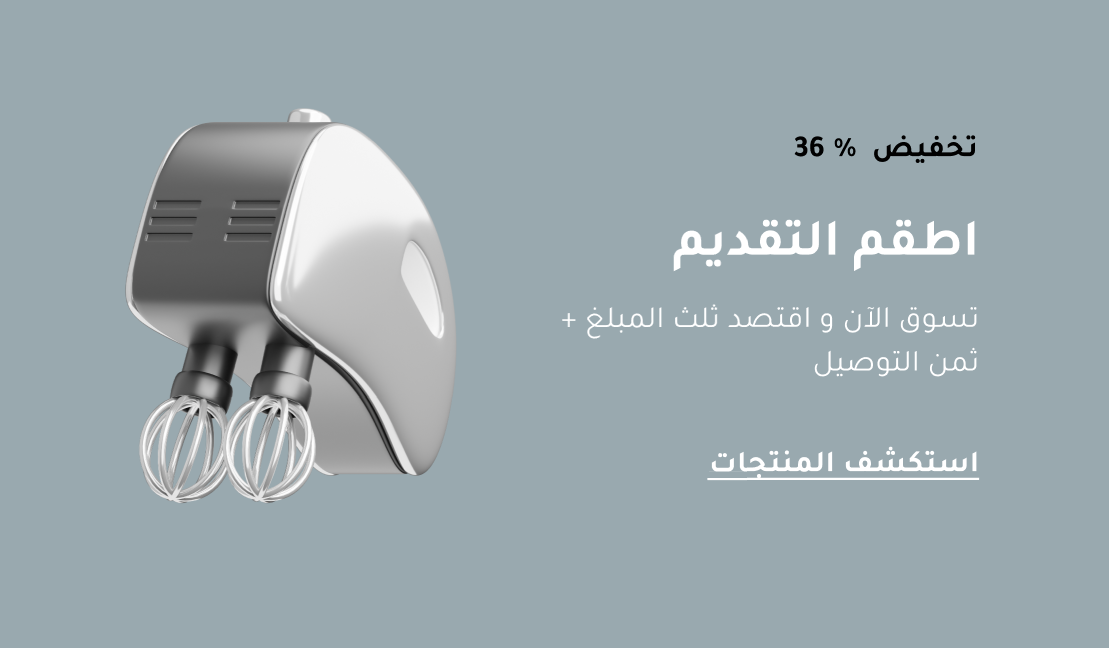 تخفيض % 36
اطقم التقديم
تسوق الآن و اقتصد ثلث المبلغ +
ثمن التوصيل
استكشف المنتجات